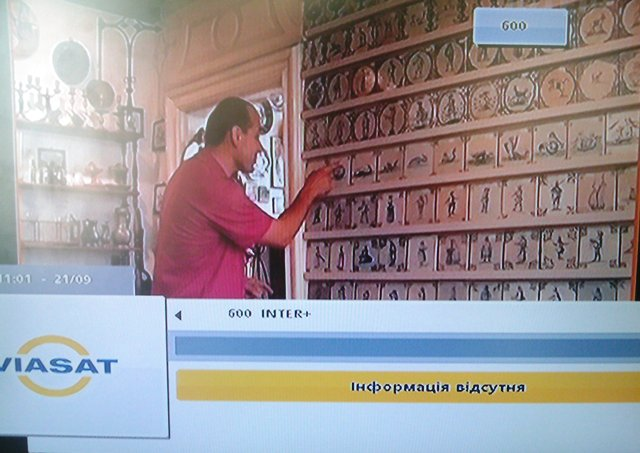 600
11:01 - 21/09
600 INTER+
VIASAT
Інформація відсутня